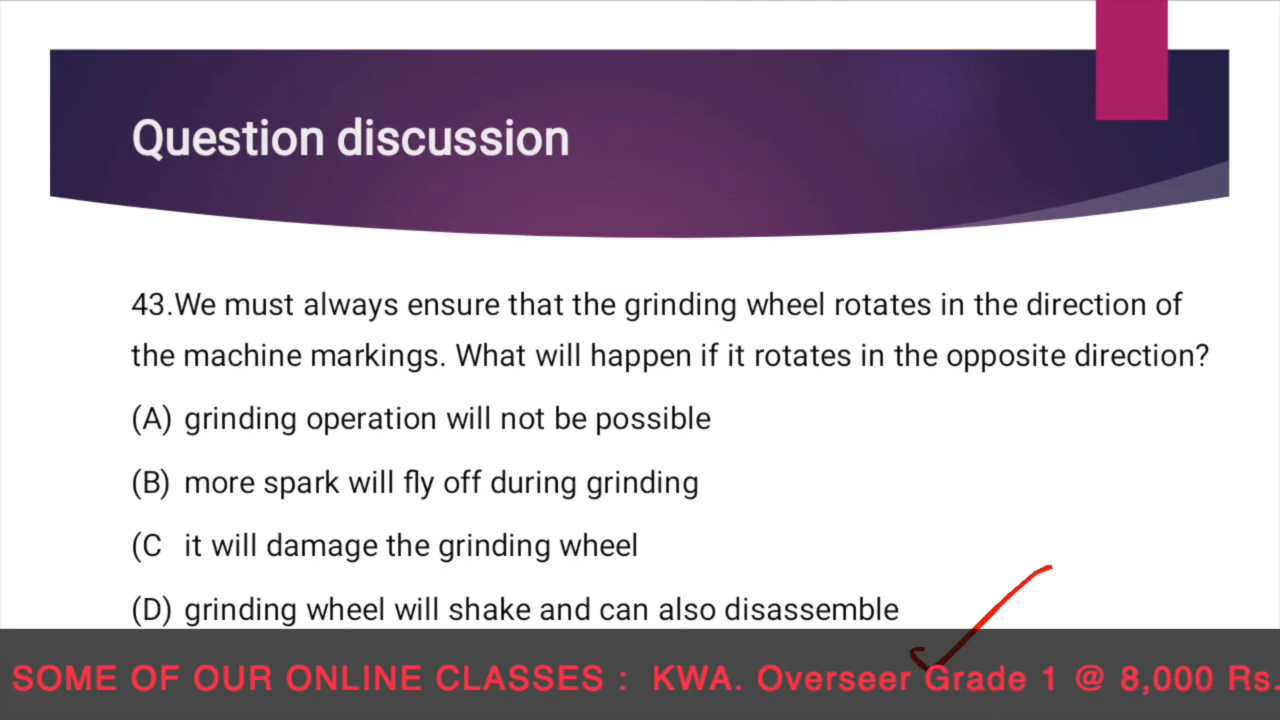 Question discussion
43.We must always ensure that the grinding wheel rotates in the direction of
the machine markings. What will happen if it rotates in the opposite direction?
(A) grinding operation will not be possible
(B) more spark will fly off during grinding
(C it will damage the grinding wheel
(D) grinding wheel will shake and can also disassemble
SOME OF OUR ONLINE CLASSES : KWA. Overseer Grade 1 @ 8,000 Rs.